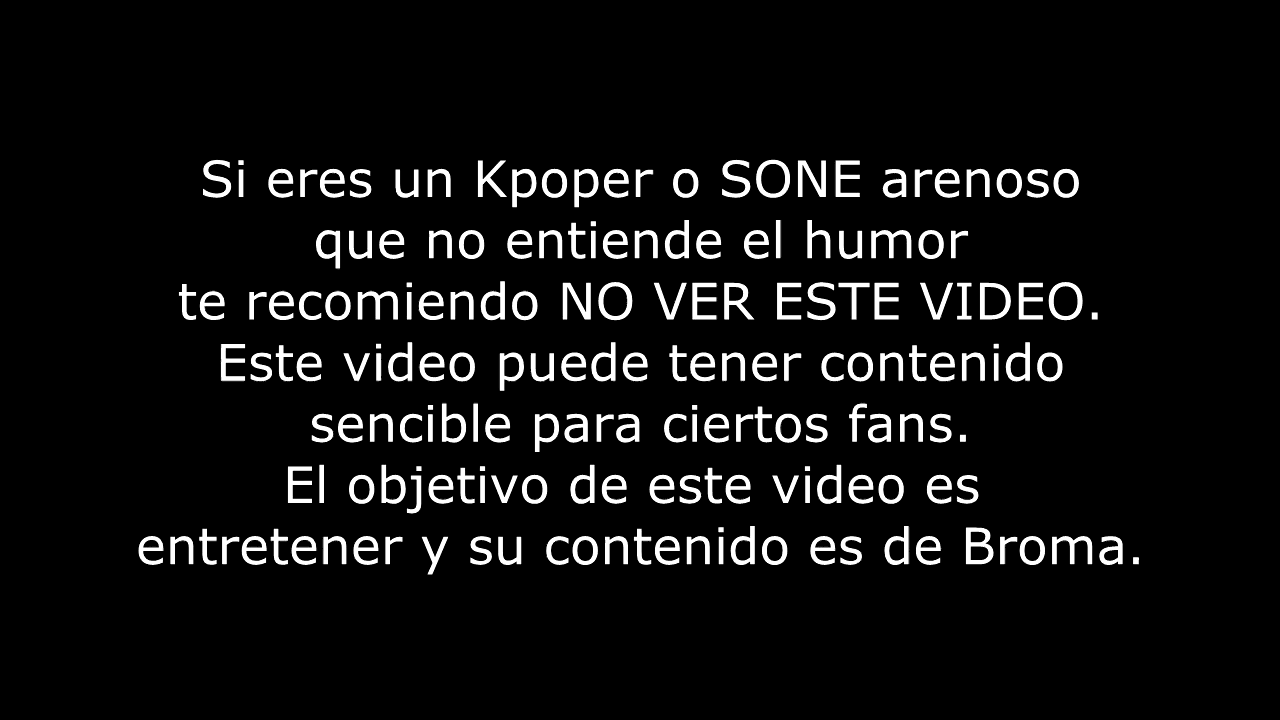 Si eres un Kpoper o SONE arenoso
que no entiende el humor
te recomiendo NO VER ESTE VIDEO.
Este video puede tener contenido
sencible para ciertos fans.
El objetivo de este video es
entretener y su contenido es de Broma.